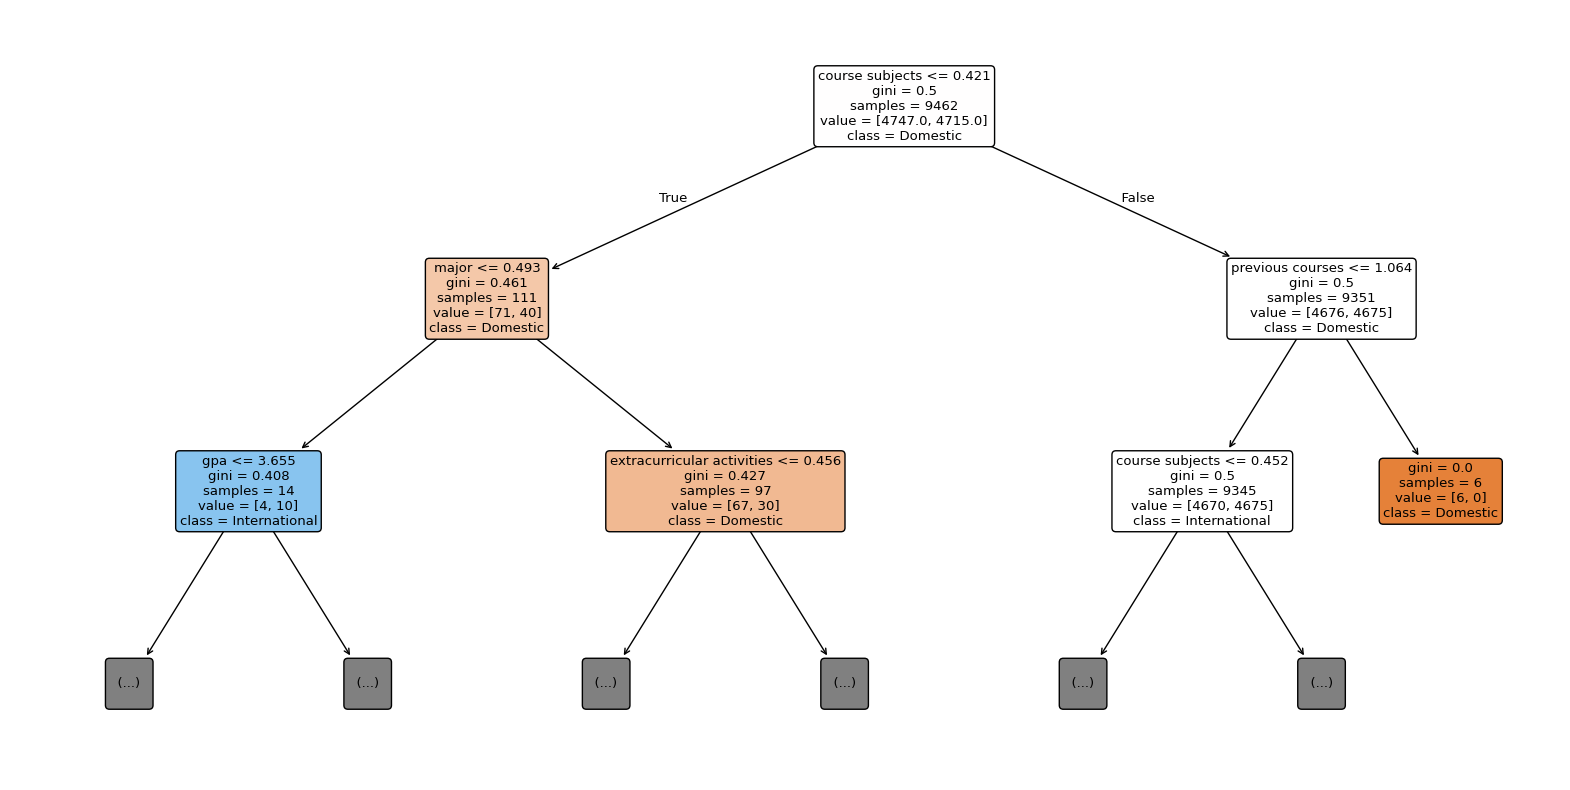 course subjects <= 0.421
gini = 0.5
samples = 9462
value = [4747.0, 4715.0]
class = Domestic
True
False
major <= 0.493
gini = 0.461
samples = 111
value = [71, 40]
class = Domestic
previous courses <= 1.064
gini = 0.5
samples = 9351
value = [4676, 4675]
class = Domestic
gpa <= 3.655
gini = 0.408
samples = 14
value = [4, 10]
class = International
extracurricular activities <= 0.456
gini = 0.427
samples = 97
value = [67, 30]
class = Domestic
course subjects <= 0.452
gini = 0.5
samples = 9345
value = [4670, 4675]
class = International
gini = 0.0
samples = 6
value = [6, 0]
class = Domestic
(...)
(...)
(...)
(...)
(...)
(...)